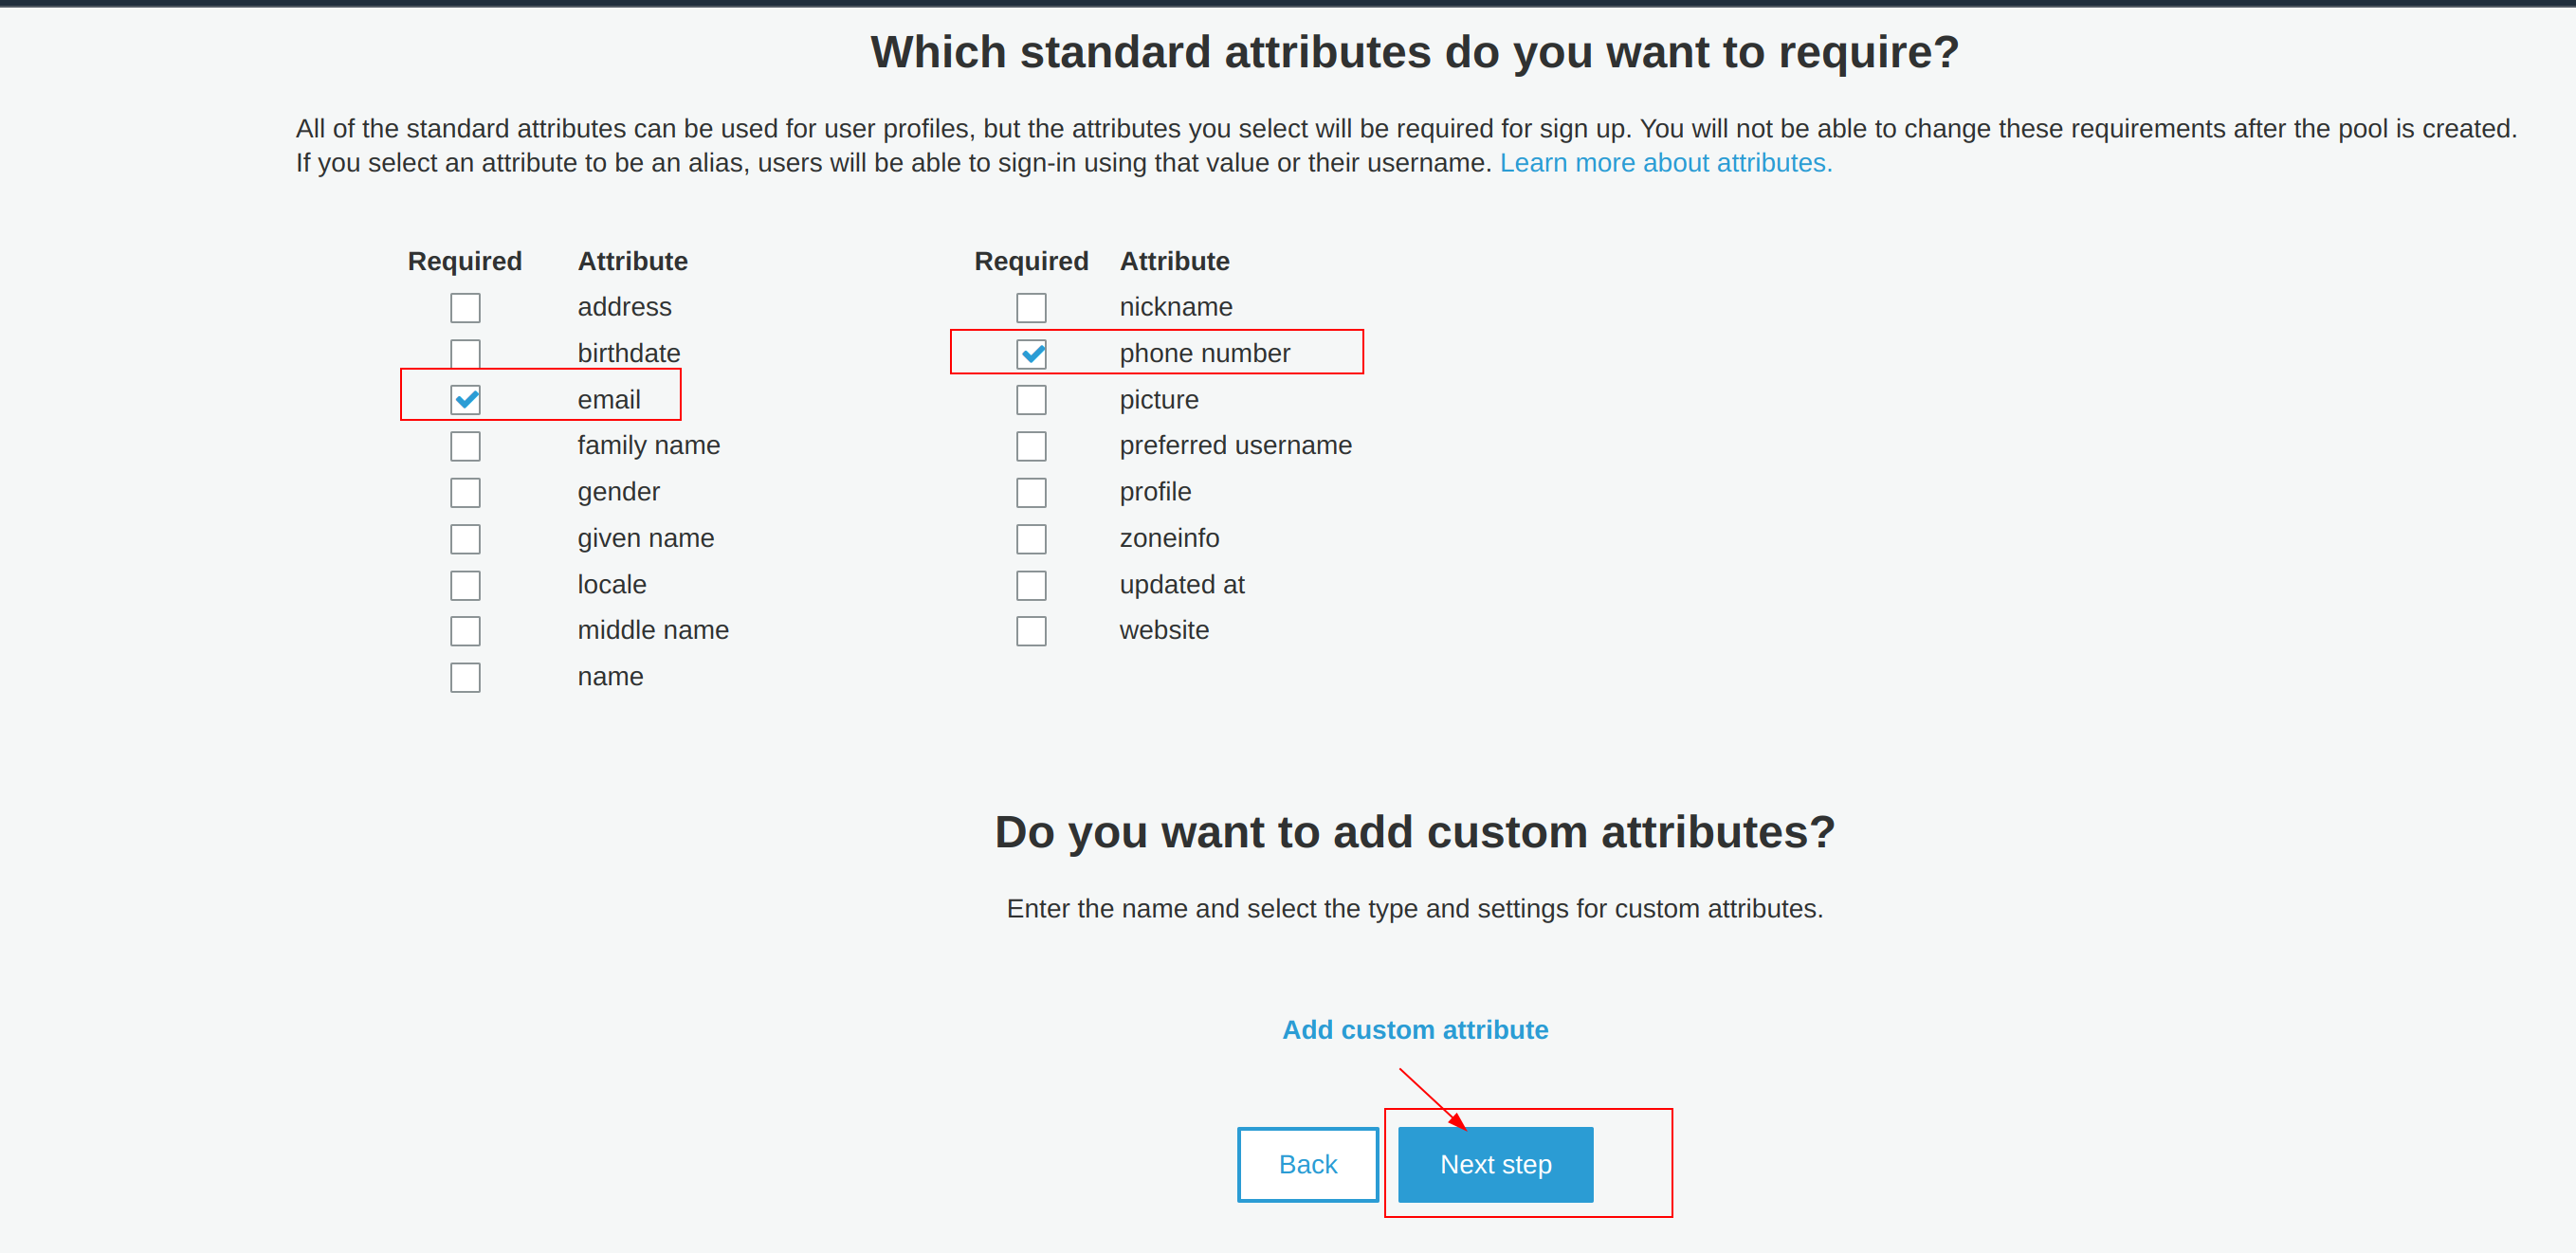 Which standard attributes do you want to require?
All of the standard attributes can be used for user profiles, but the attributes you select will be required for sign up. You will not be able to change these requirements after the pool is created.
If you select an attribute to be an alias, users will be able to sign-in using that value or their username. Learn more about attributes.
Required Attribute
address
birthdate
email
family name
gender
given name
locale
middle name
name
Required Attribute
nickname
phone number
picture
preferred username
profile
zoneinfo
updated at
website
Do you want to add custom attributes?
Enter the name and select the type and settings for custom attributes.
Add custom attribute
Back
Next step